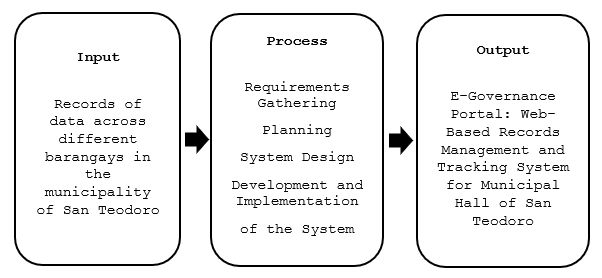 Input
Records of
data across
different
barangays in
the
municipality
of San Teodoro
Process
Requirements
Gathering
Planning
System Design
Development and
Implementation
of the System
Output
E-Governance
Portal: Web-
Based Records
Management and
Tracking System
for Municipal
Hall of San
Teodoro